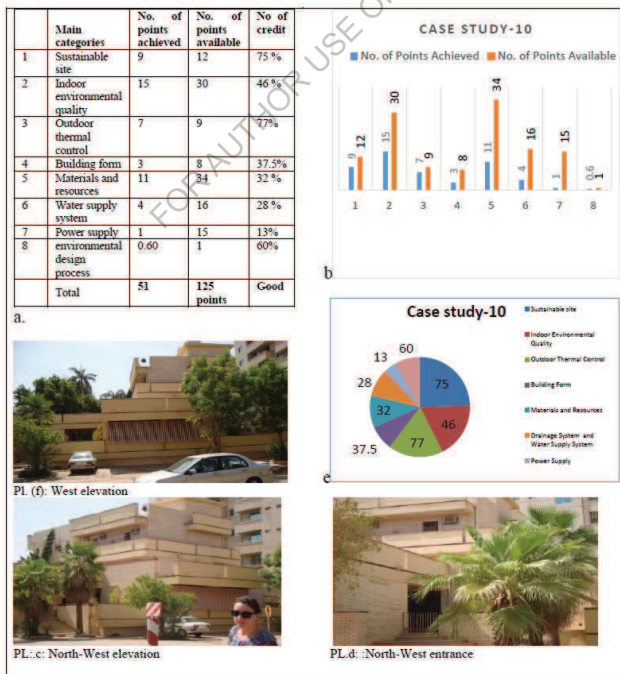 Main categories No. of points achieved No. of points available No of credit
1 Sustainable site 9 12 75 %
2 Indoor environmental quality 15 30 46 %
3 Outdoor thermal control 7 9 77%
4 Building form 3 8 37.5%
5 Materials and resources 11 34 32 %
6 Water supply system 4 16 28 %
7 Power supply 1 15 13%
8 environmental design process 0.60 1 60%
Total 51 125 points Good
a.
FOR AUTHOR USE O
CASE STUDY-10
No. of Points Achieved No. of Points Available
9 12 15 30 7 9 3 8 11 34 4 16 1 15 0.6 1
1 2 3 4 5 6 7 8
b
Case study-10
75
46
77
37.5
32
28
13
60
Sustainable site
Indoor Environmental
Quality
Outdoor Thermal Control
Building Form
Materials and Resources
Drainage System and
Water Supply System
Power Supply
e
Pl. (f): West elevation
PL:.c: North-West elevation
PL.d: :North-West entrance